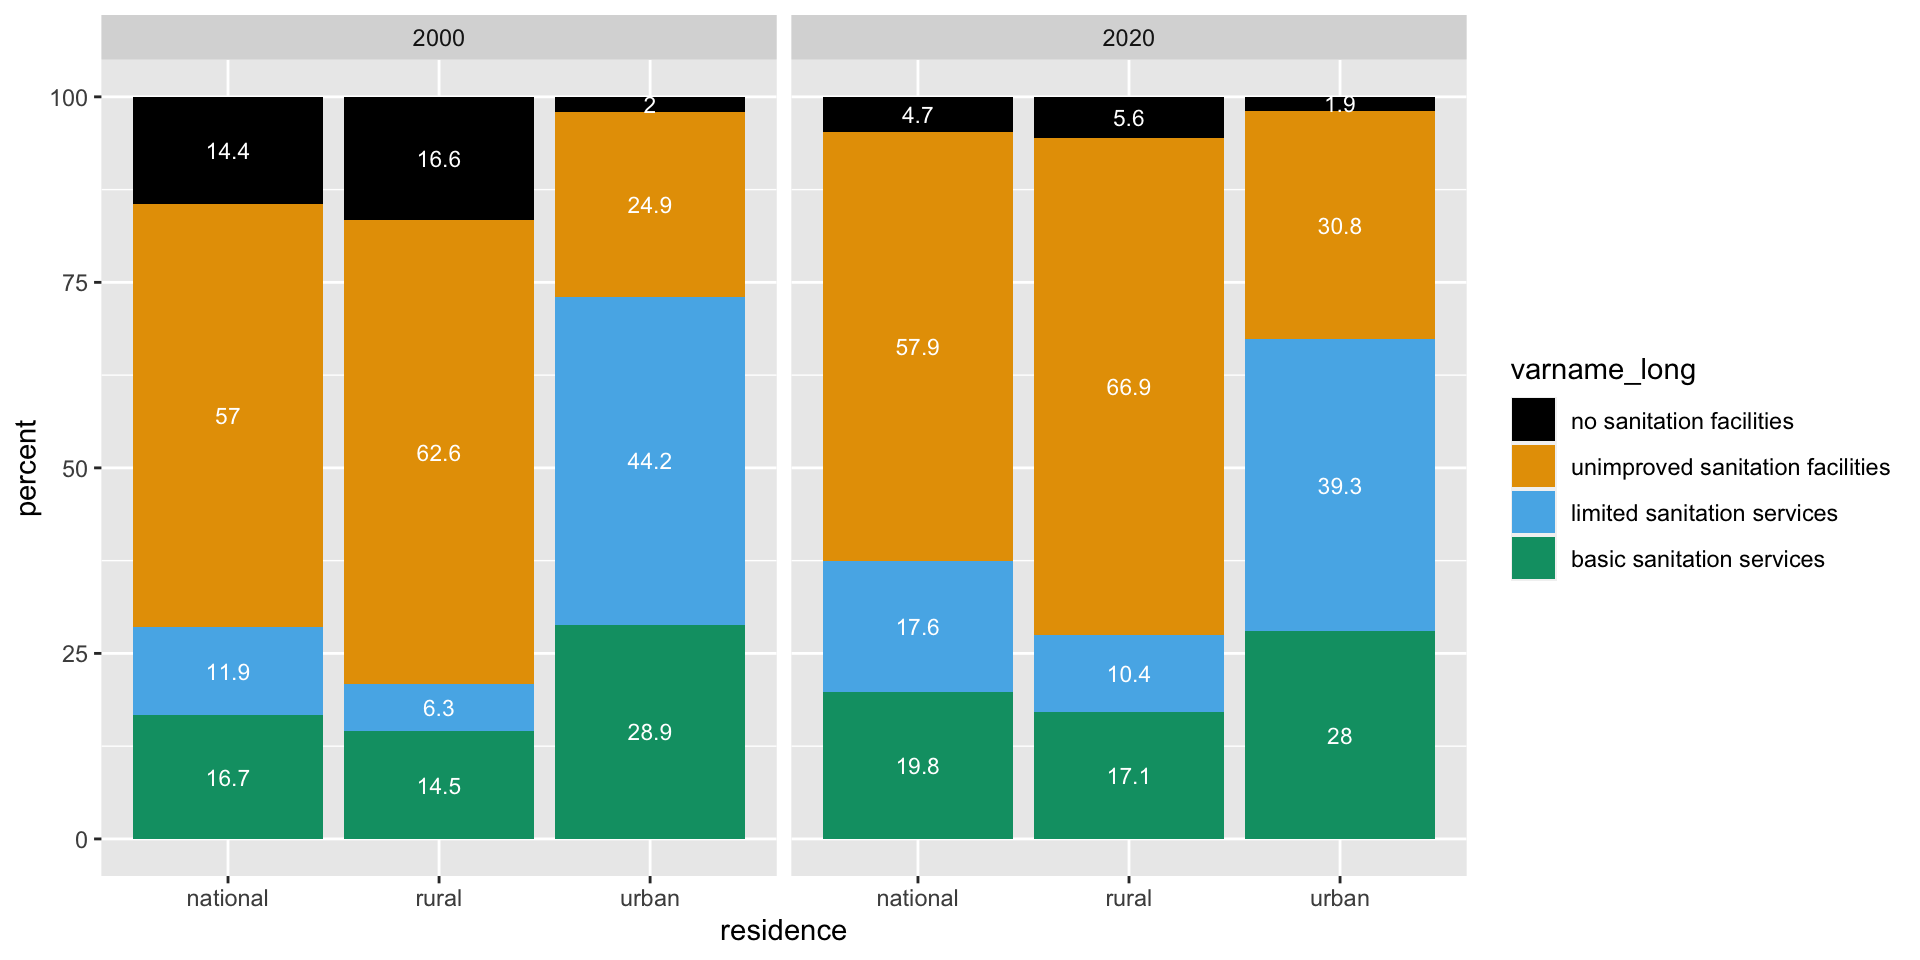 2000
2020
percent
100
75
50
25
0
14.4
57
11.9
16.7
16.6
62.6
6.3
14.5
2
24.9
44.2
28.9
4.7
57.9
17.6
19.8
5.6
66.9
10.4
17.1
1.9
30.8
39.3
28
national
rural
urban
national
rural
urban
residence
varname_long
no sanitation facilities
unimproved sanitation facilities
limited sanitation services
basic sanitation services